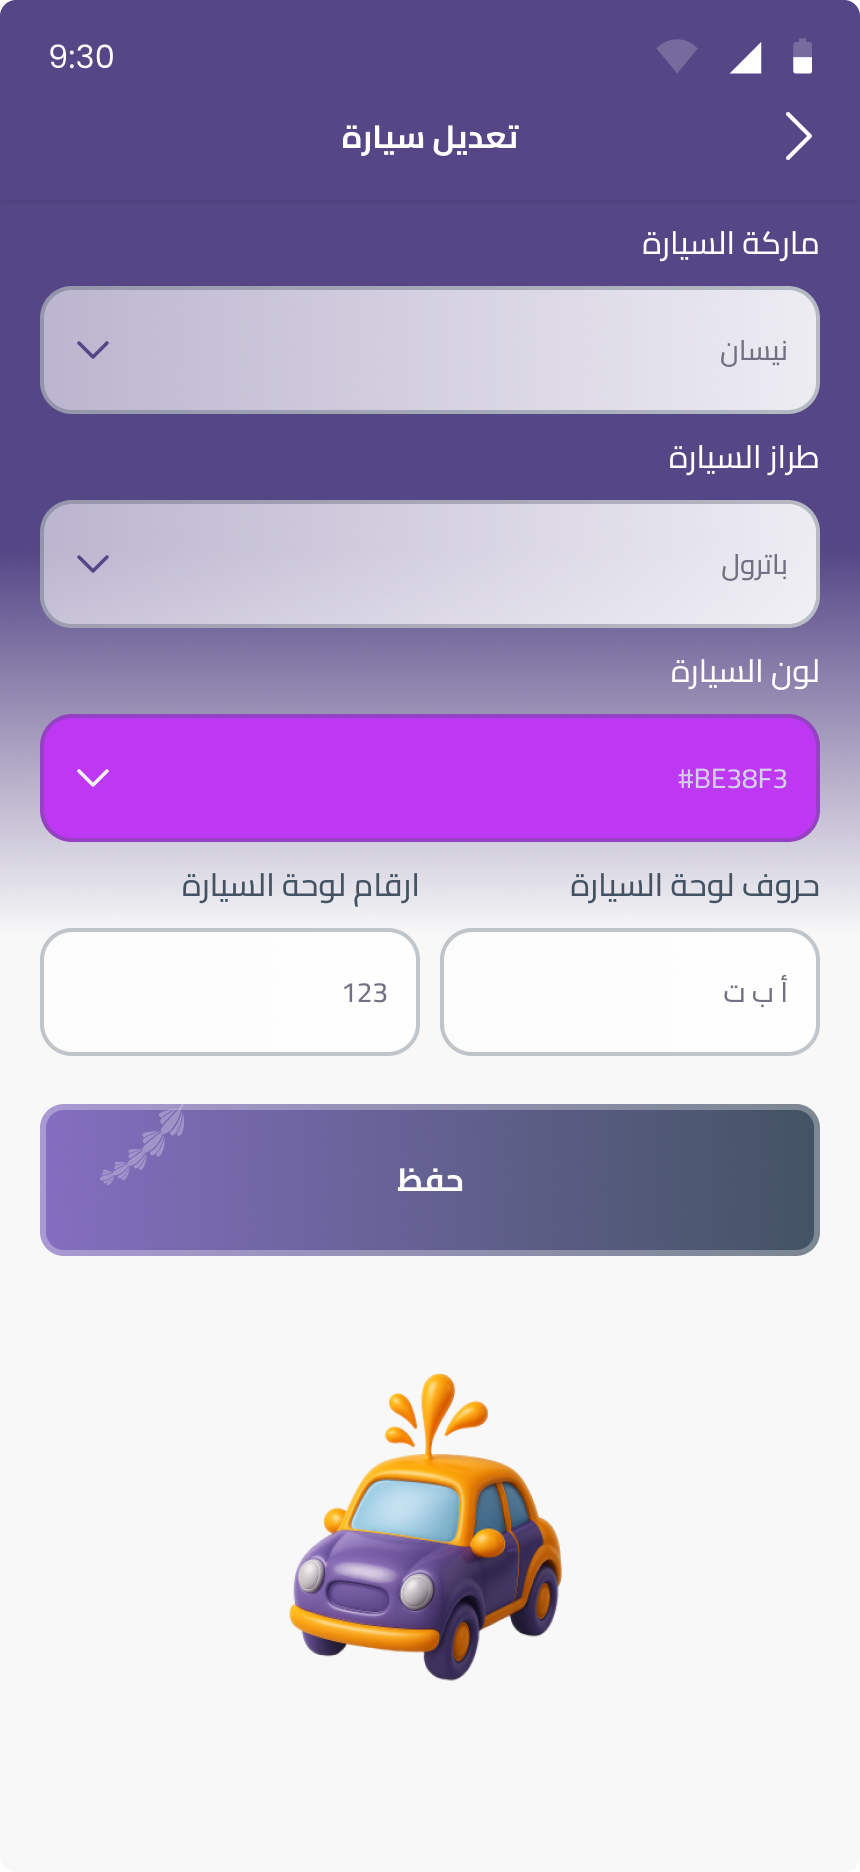 9:30
تعديل سيارة
ماركة السيارة
نيسان
طراز السيارة
باترول
لون السيارة
#BE38F3
حروف لوحة السيارة
ارقام لوحة السيارة
أ ب ت
123
حفظ